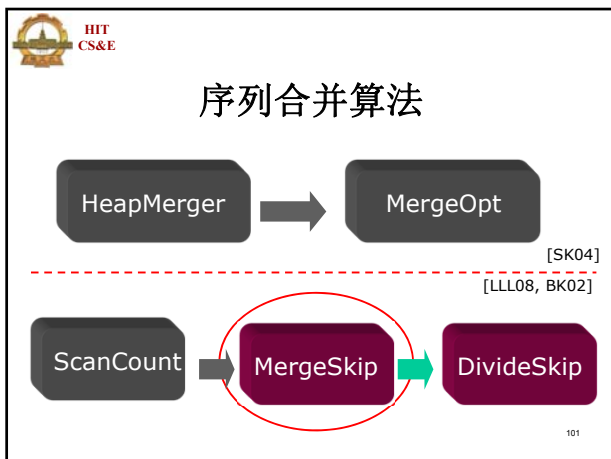 HIT
CS&E
序列合并算法
HeapMerger
MergeOpt
[SK04]
[LLL08, BK02]
ScanCount
MergeSkip
DivideSkip
101